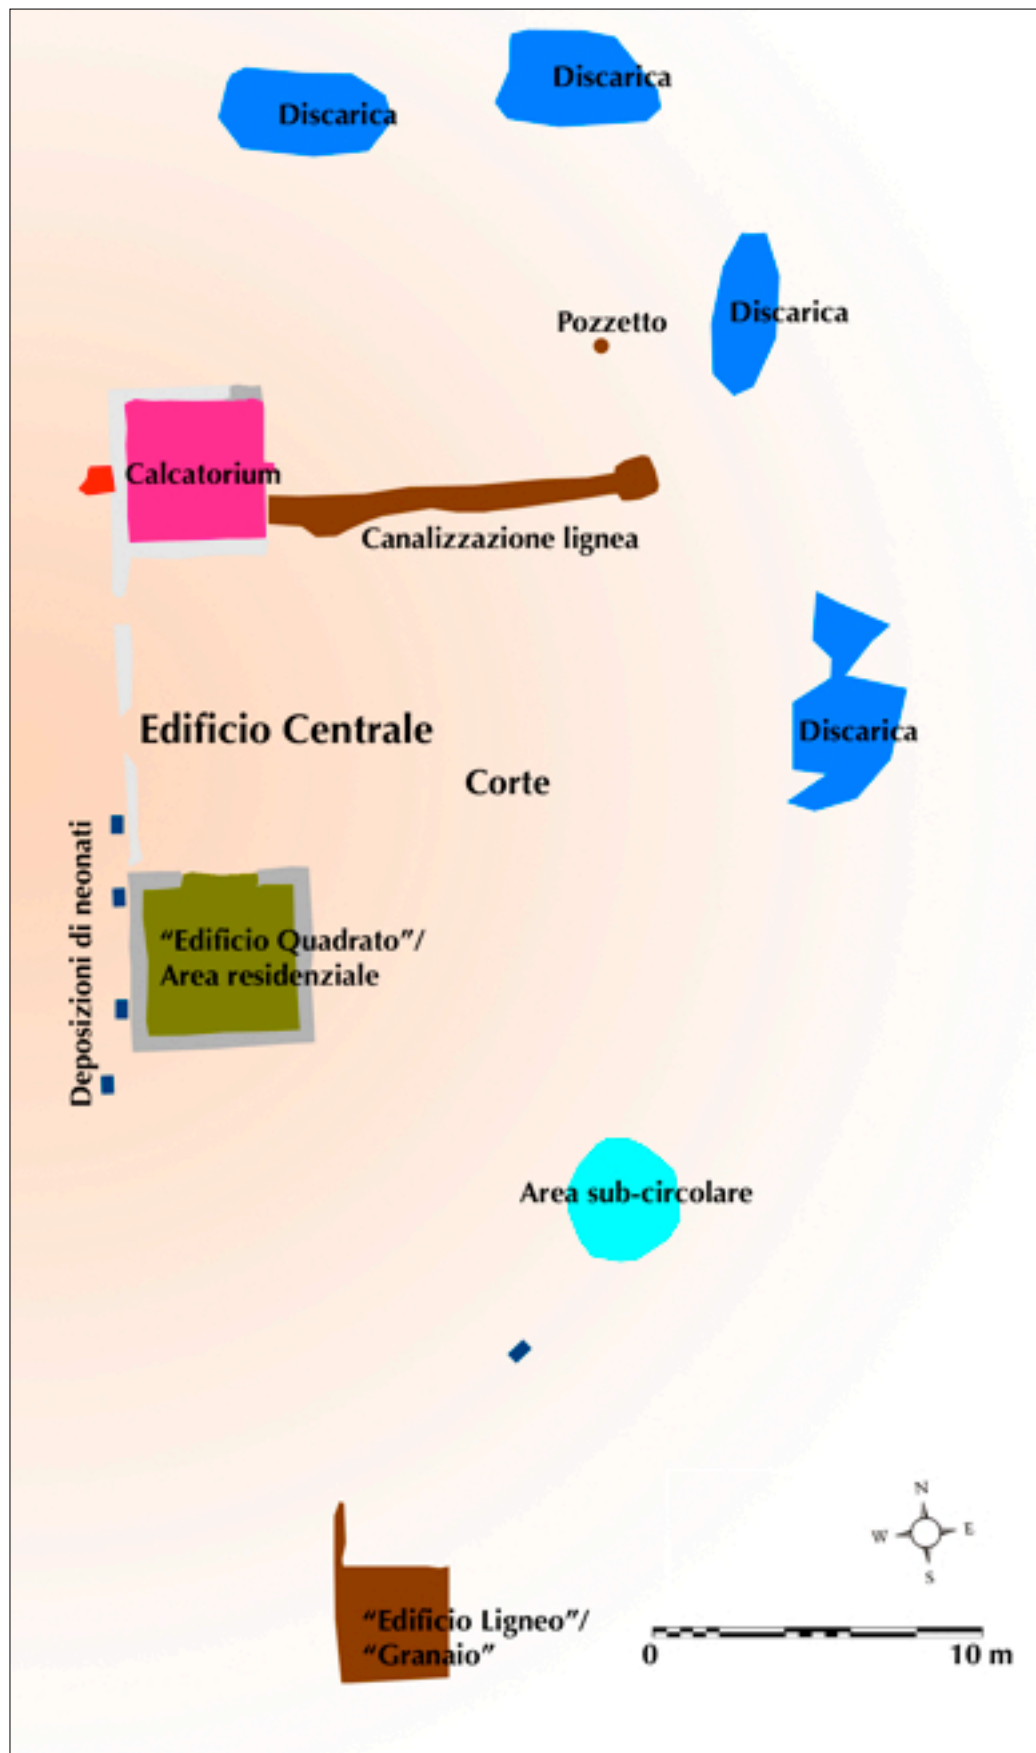 Discarica
Discarica
Discarica
Pozzetto
Calcatorium
Canalizzazione lignea
Edificio Centrale
Discarica
Corte
Deposizioni di neonati
“Edificio Quadrato”/
Area residenziale
Area sub-circolare
N
W E
S
“Edificio Ligneo”/
“Granaio”
0 10 m